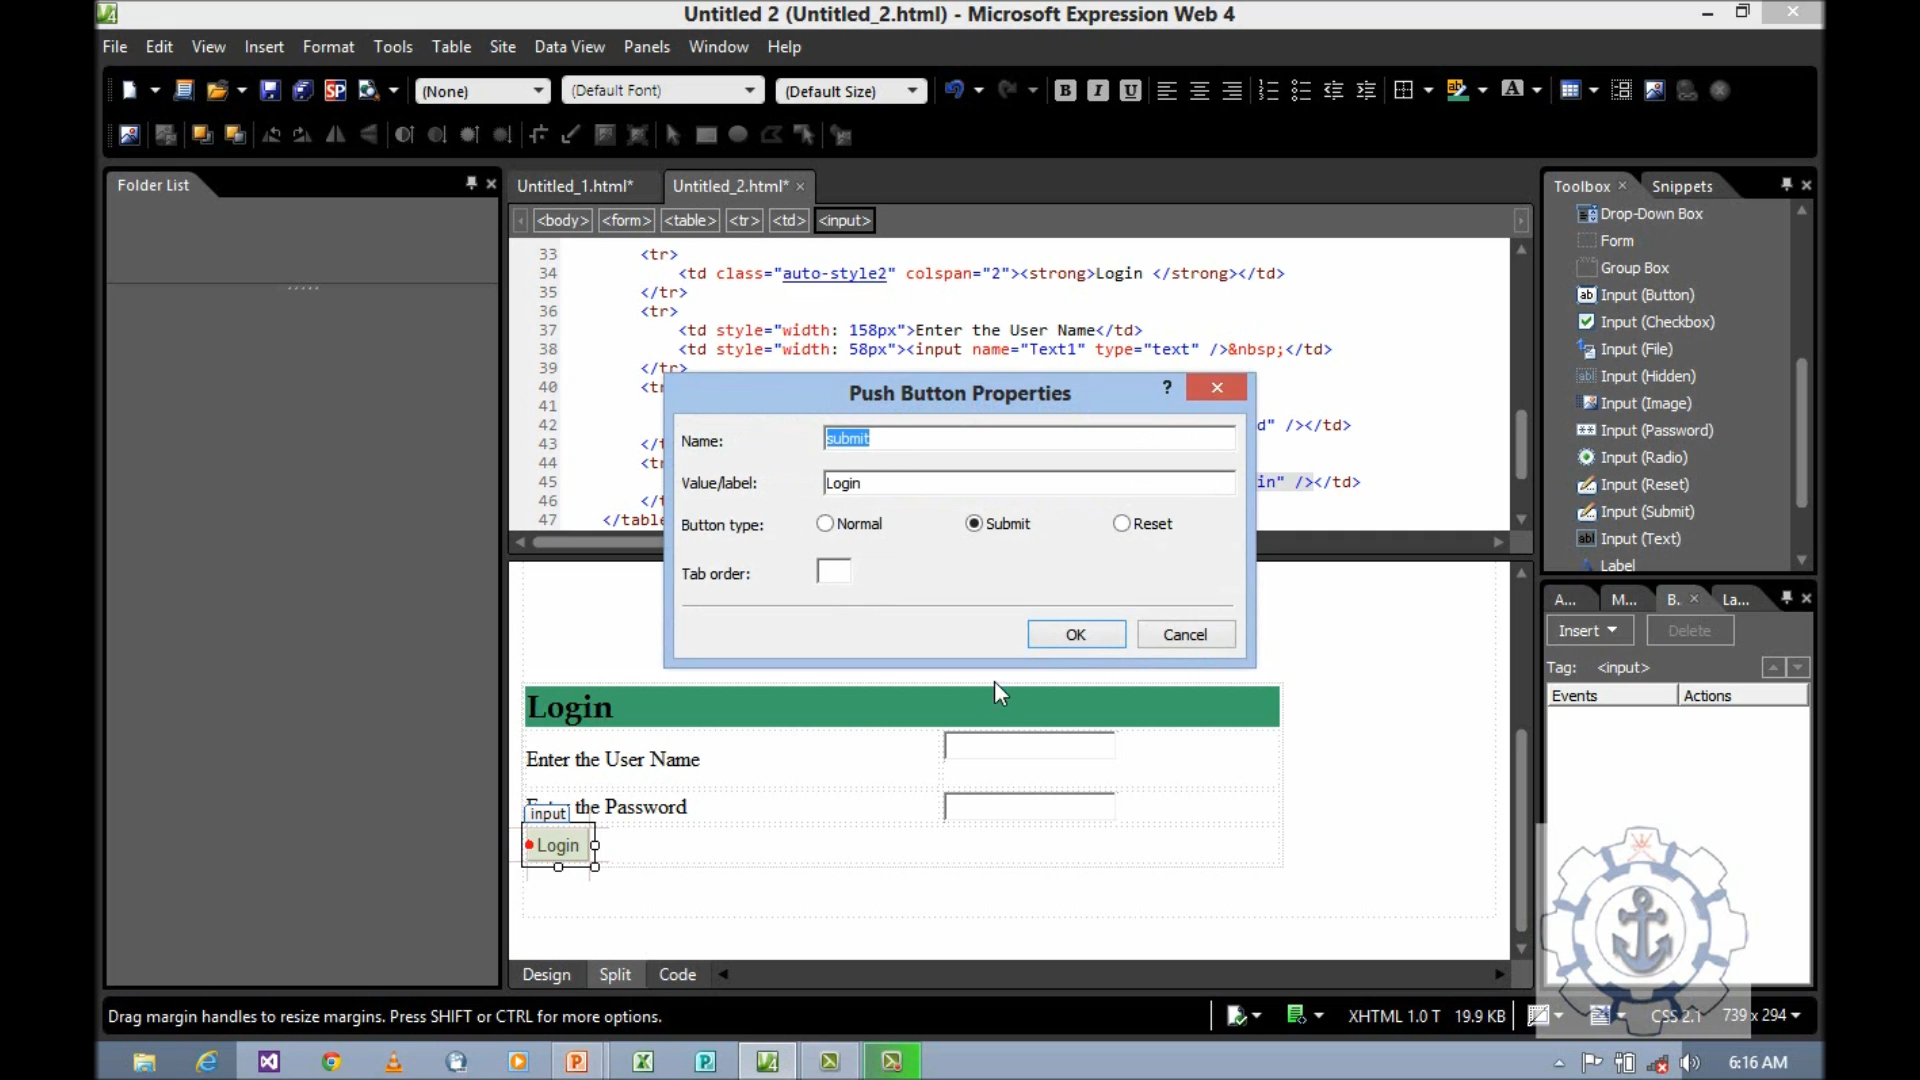 Untitled 2 (Untitled_2.html) - Microsoft Expression Web 4
File Edit View Insert Format Tools Table Site Data View Panels Window Help
(None) (Default Font) (Default Size)
Folder List
Untitled_1.html* Untitled_2.html*
<body> <form> <table> <tr> <td> <input>
33 <tr>
34 <td class="auto-style2" colspan="2"><strong>Login </strong></td>
35 </tr>
36 <tr>
37 <td style="width: 158px">Enter the User Name</td>
38 <td style="width: 58px"><input name="Text1" type="text" />&nbsp;</td>
39 </tr>
40
41
42 d" /></td>
43
44
45 in" /></td>
46
47 </table
Push Button Properties
Name: submit
Value/label: Login
Button type: Normal Submit Reset
Tab order:
OK Cancel
Login
Enter the User Name
the Password
input
Login
Design Split Code
Toolbox Snippets
Drop-Down Box
Form
Group Box
Input (Button)
Input (Checkbox)
Input (File)
Input (Hidden)
Input (Image)
Input (Password)
Input (Radio)
Input (Reset)
Input (Submit)
Input (Text)
Label
A... M... B. La...
Insert Delete
Tag: <input>
Events Actions
Drag margin handles to resize margins. Press SHIFT or CTRL for more options.
XHTML 1.0 T 19.9 KB CSS 2.1 739 x 294
6:16 AM